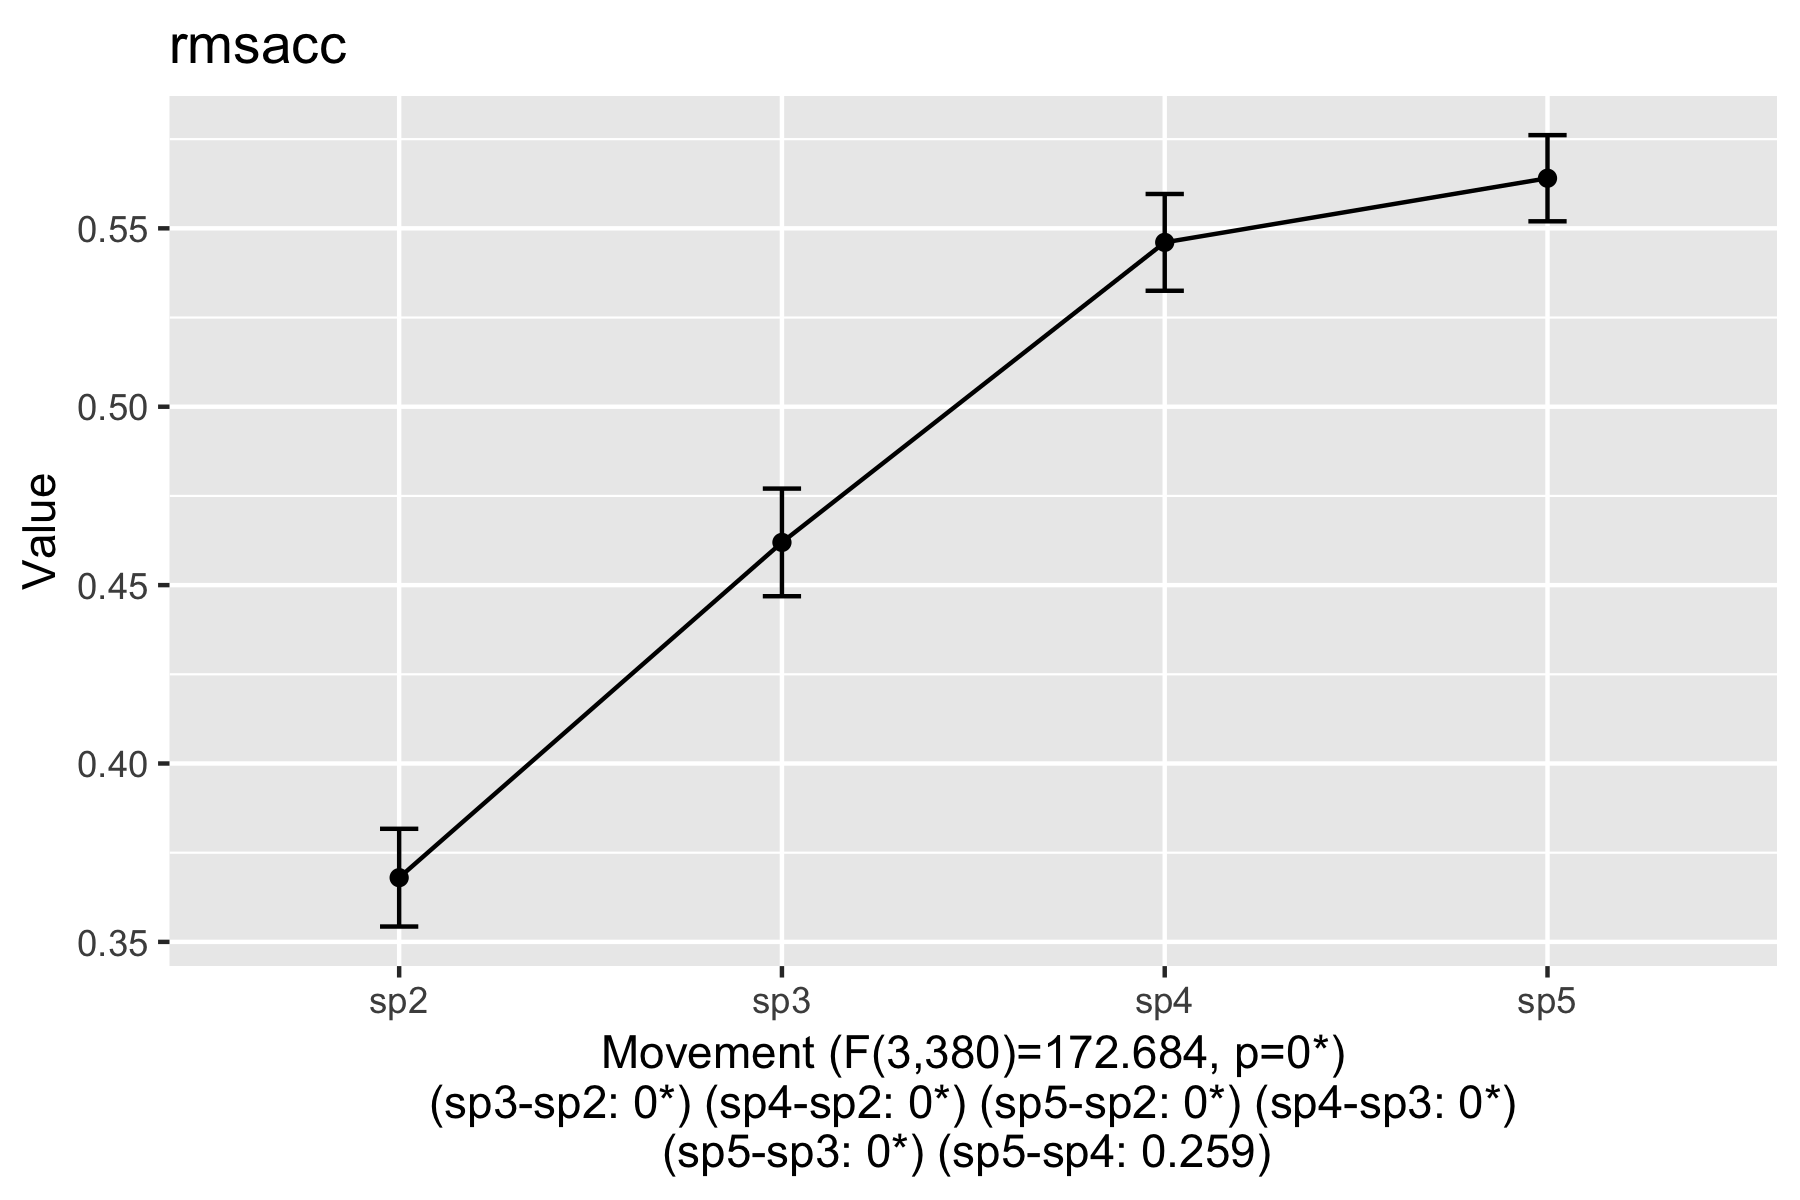 rmsacc
Value
0.55
0.50
0.45
0.40
0.35
sp2 sp3 sp4 sp5
Movement (F(3,380)=172.684, p=0*)
(sp3-sp2: 0*) (sp4-sp2: 0*) (sp5-sp2: 0*) (sp4-sp3: 0*)
(sp5-sp3: 0*) (sp5-sp4: 0.259)